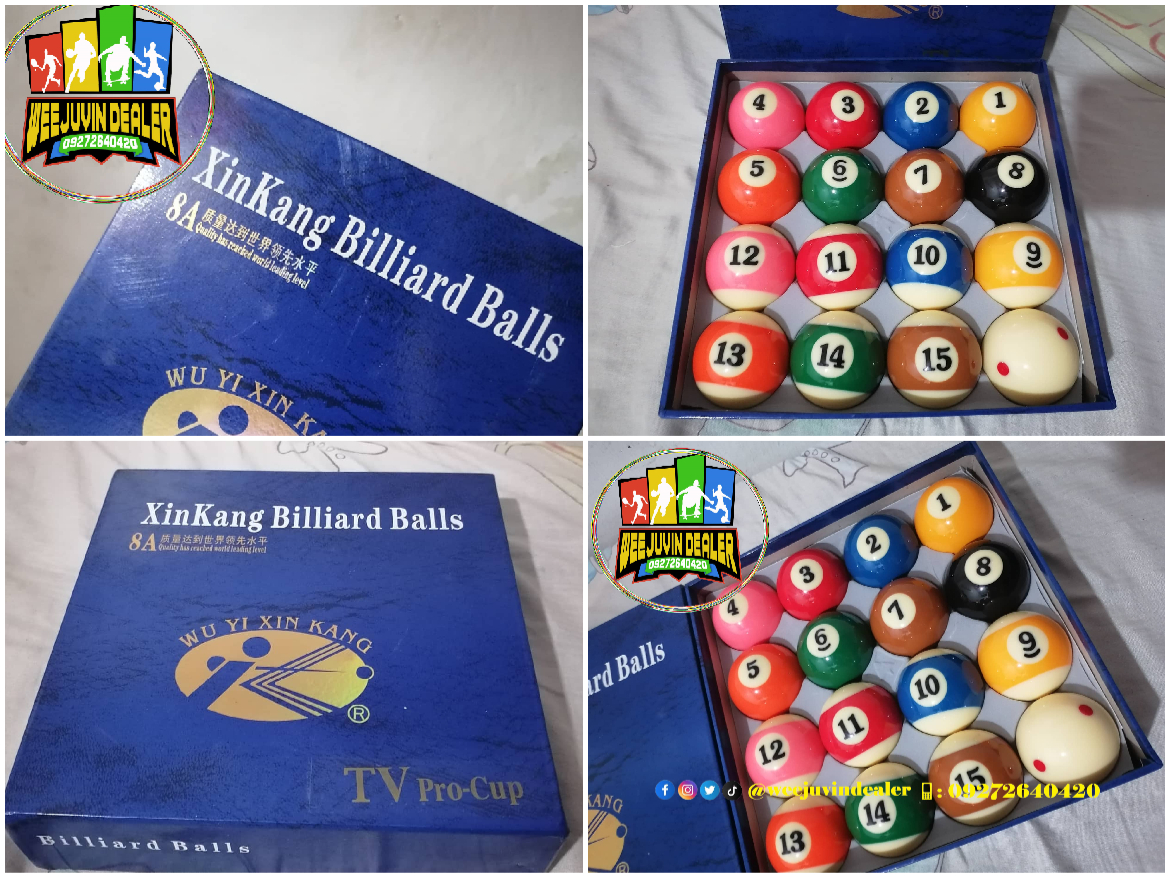 WEEJUVIN DEALER
09272640420
XinKang Billiard Balls
8A 质量达到世界领先水平
Quality has reached world leading level
WU YI XIN KA
®
4 3 2 1
5 6 7 8
12 11 10 9
13 14 15
XinKang Billiard Balls
8A 质量达到世界领先水平
Quality has reached world leading level
WU YI XIN KANG
®
TV Pro-Cup
Billiard Balls
WEEJUVIN DEALER
09272640420
1
2
8
3
7
4
6
9
ard Balls
5
10
11
12
@weejuvindealer : 09272640420
15
KANG
14
13
®